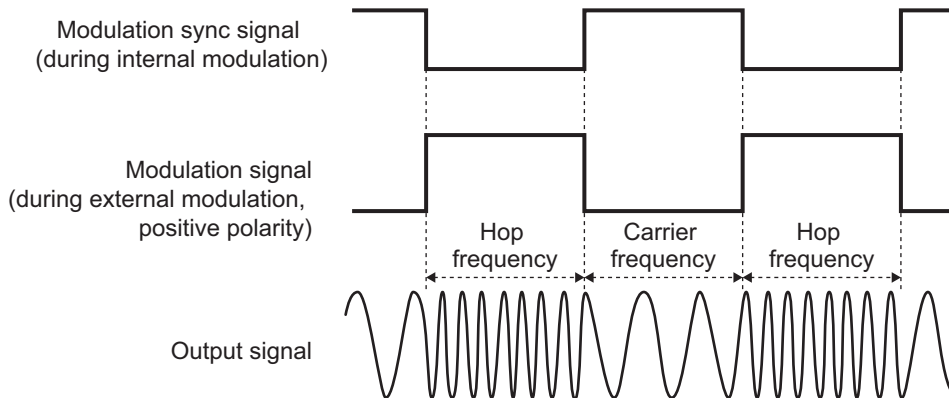 Modulation sync signal
(during internal modulation)
Modulation signal
(during external modulation,
positive polarity)
Hop
frequency
Carrier
frequency
Hop
frequency
Output signal